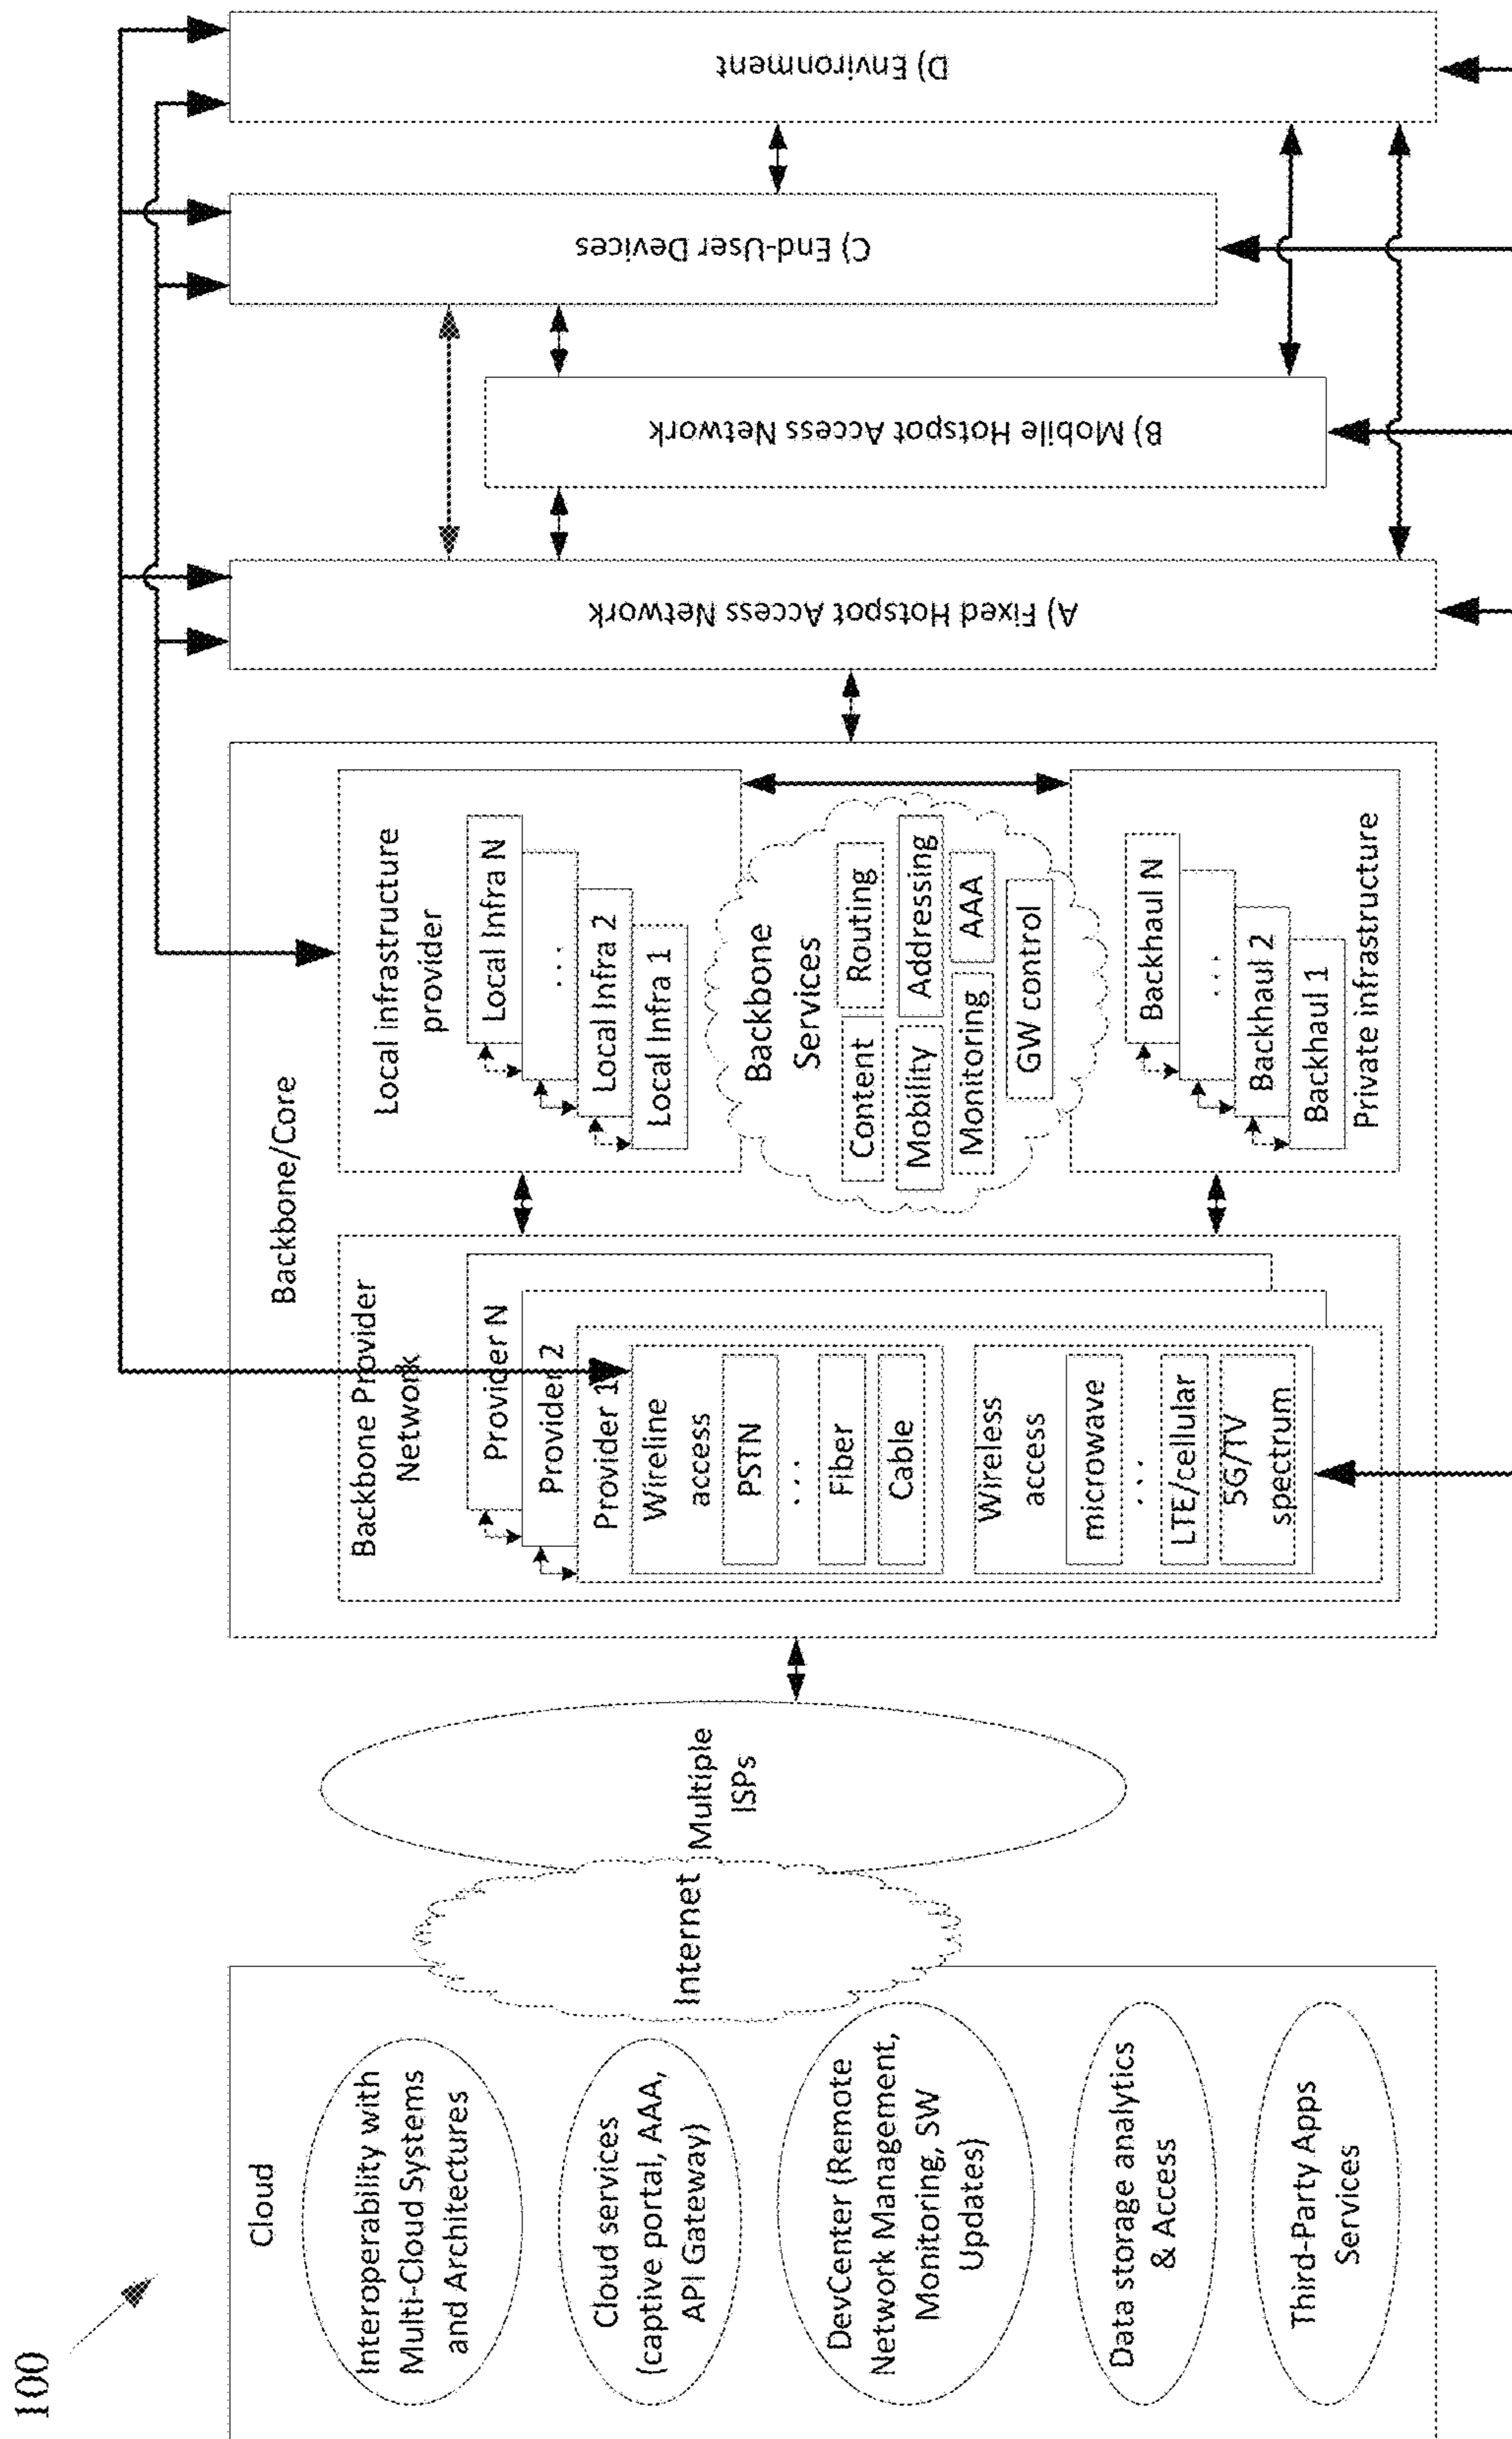 100
Cloud
Interoperability with
Multi-Cloud Systems
and Architectures
Cloud services
(captive portal, AAA,
API Gateway)
DevCenter (Remote
Network Management,
Monitoring, SW
Updates)
Data storage analytics
& Access
Third-Party Apps
Services
Internet
Multiple
ISPs
Backbone/Core
Backbone Provider
Network
Provider N
Provider 2
Provider 1
Wireline
access
PSTN
...
Fiber
Cable
Wireless
access
microwave
...
LTE/cellular
5G/TV
spectrum
Local infrastructure
provider
Local Infra N
...
Local Infra 2
Local Infra 1
Backbone
Services
Content
Routing
Mobility
Addressing
Monitoring
AAA
GW control
Backhaul N
...
Backhaul 2
Backhaul 1
Private infrastructure
A) Fixed Hotspot Access Network
B) Mobile Hotspot Access Network
C) End-User Devices
D) Environment